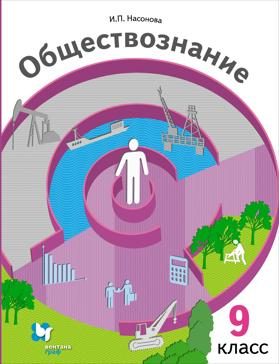 И.П. Насонова
Обществознание
9
класс
вентана
граф